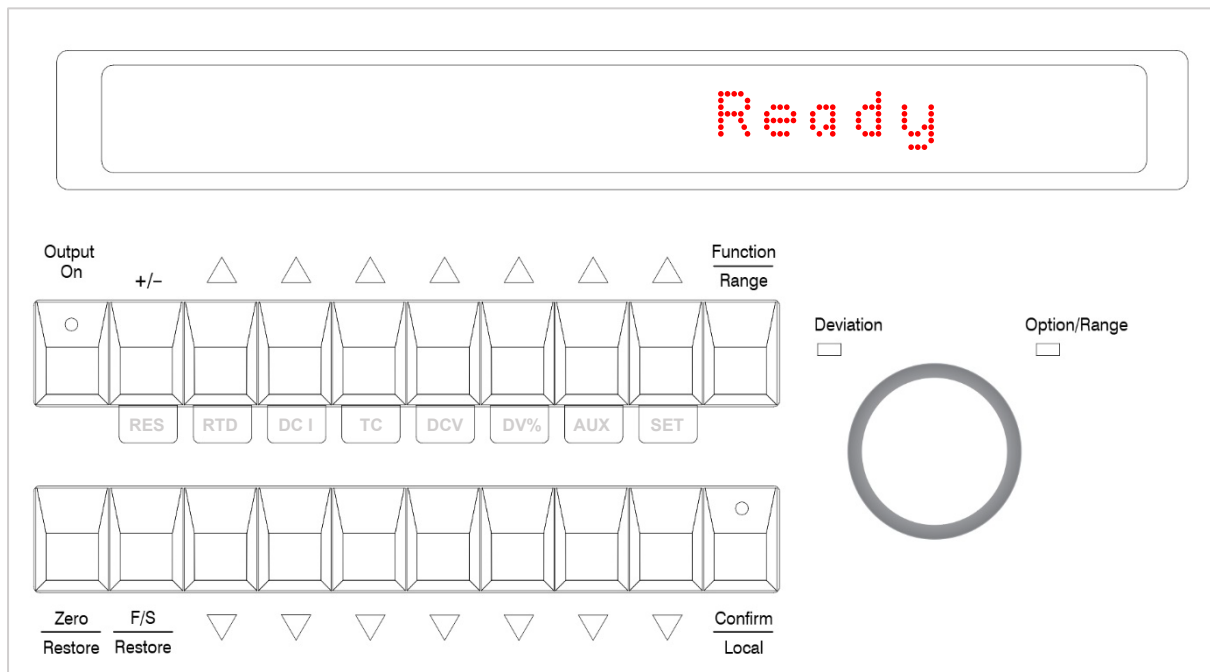 Ready
Output
On
+/−
Function
Range
Deviation
Option/Range
RES RTD DC I TC DCV DV% AUX SET
Zero
Restore
F/S
Restore
Confirm
Local